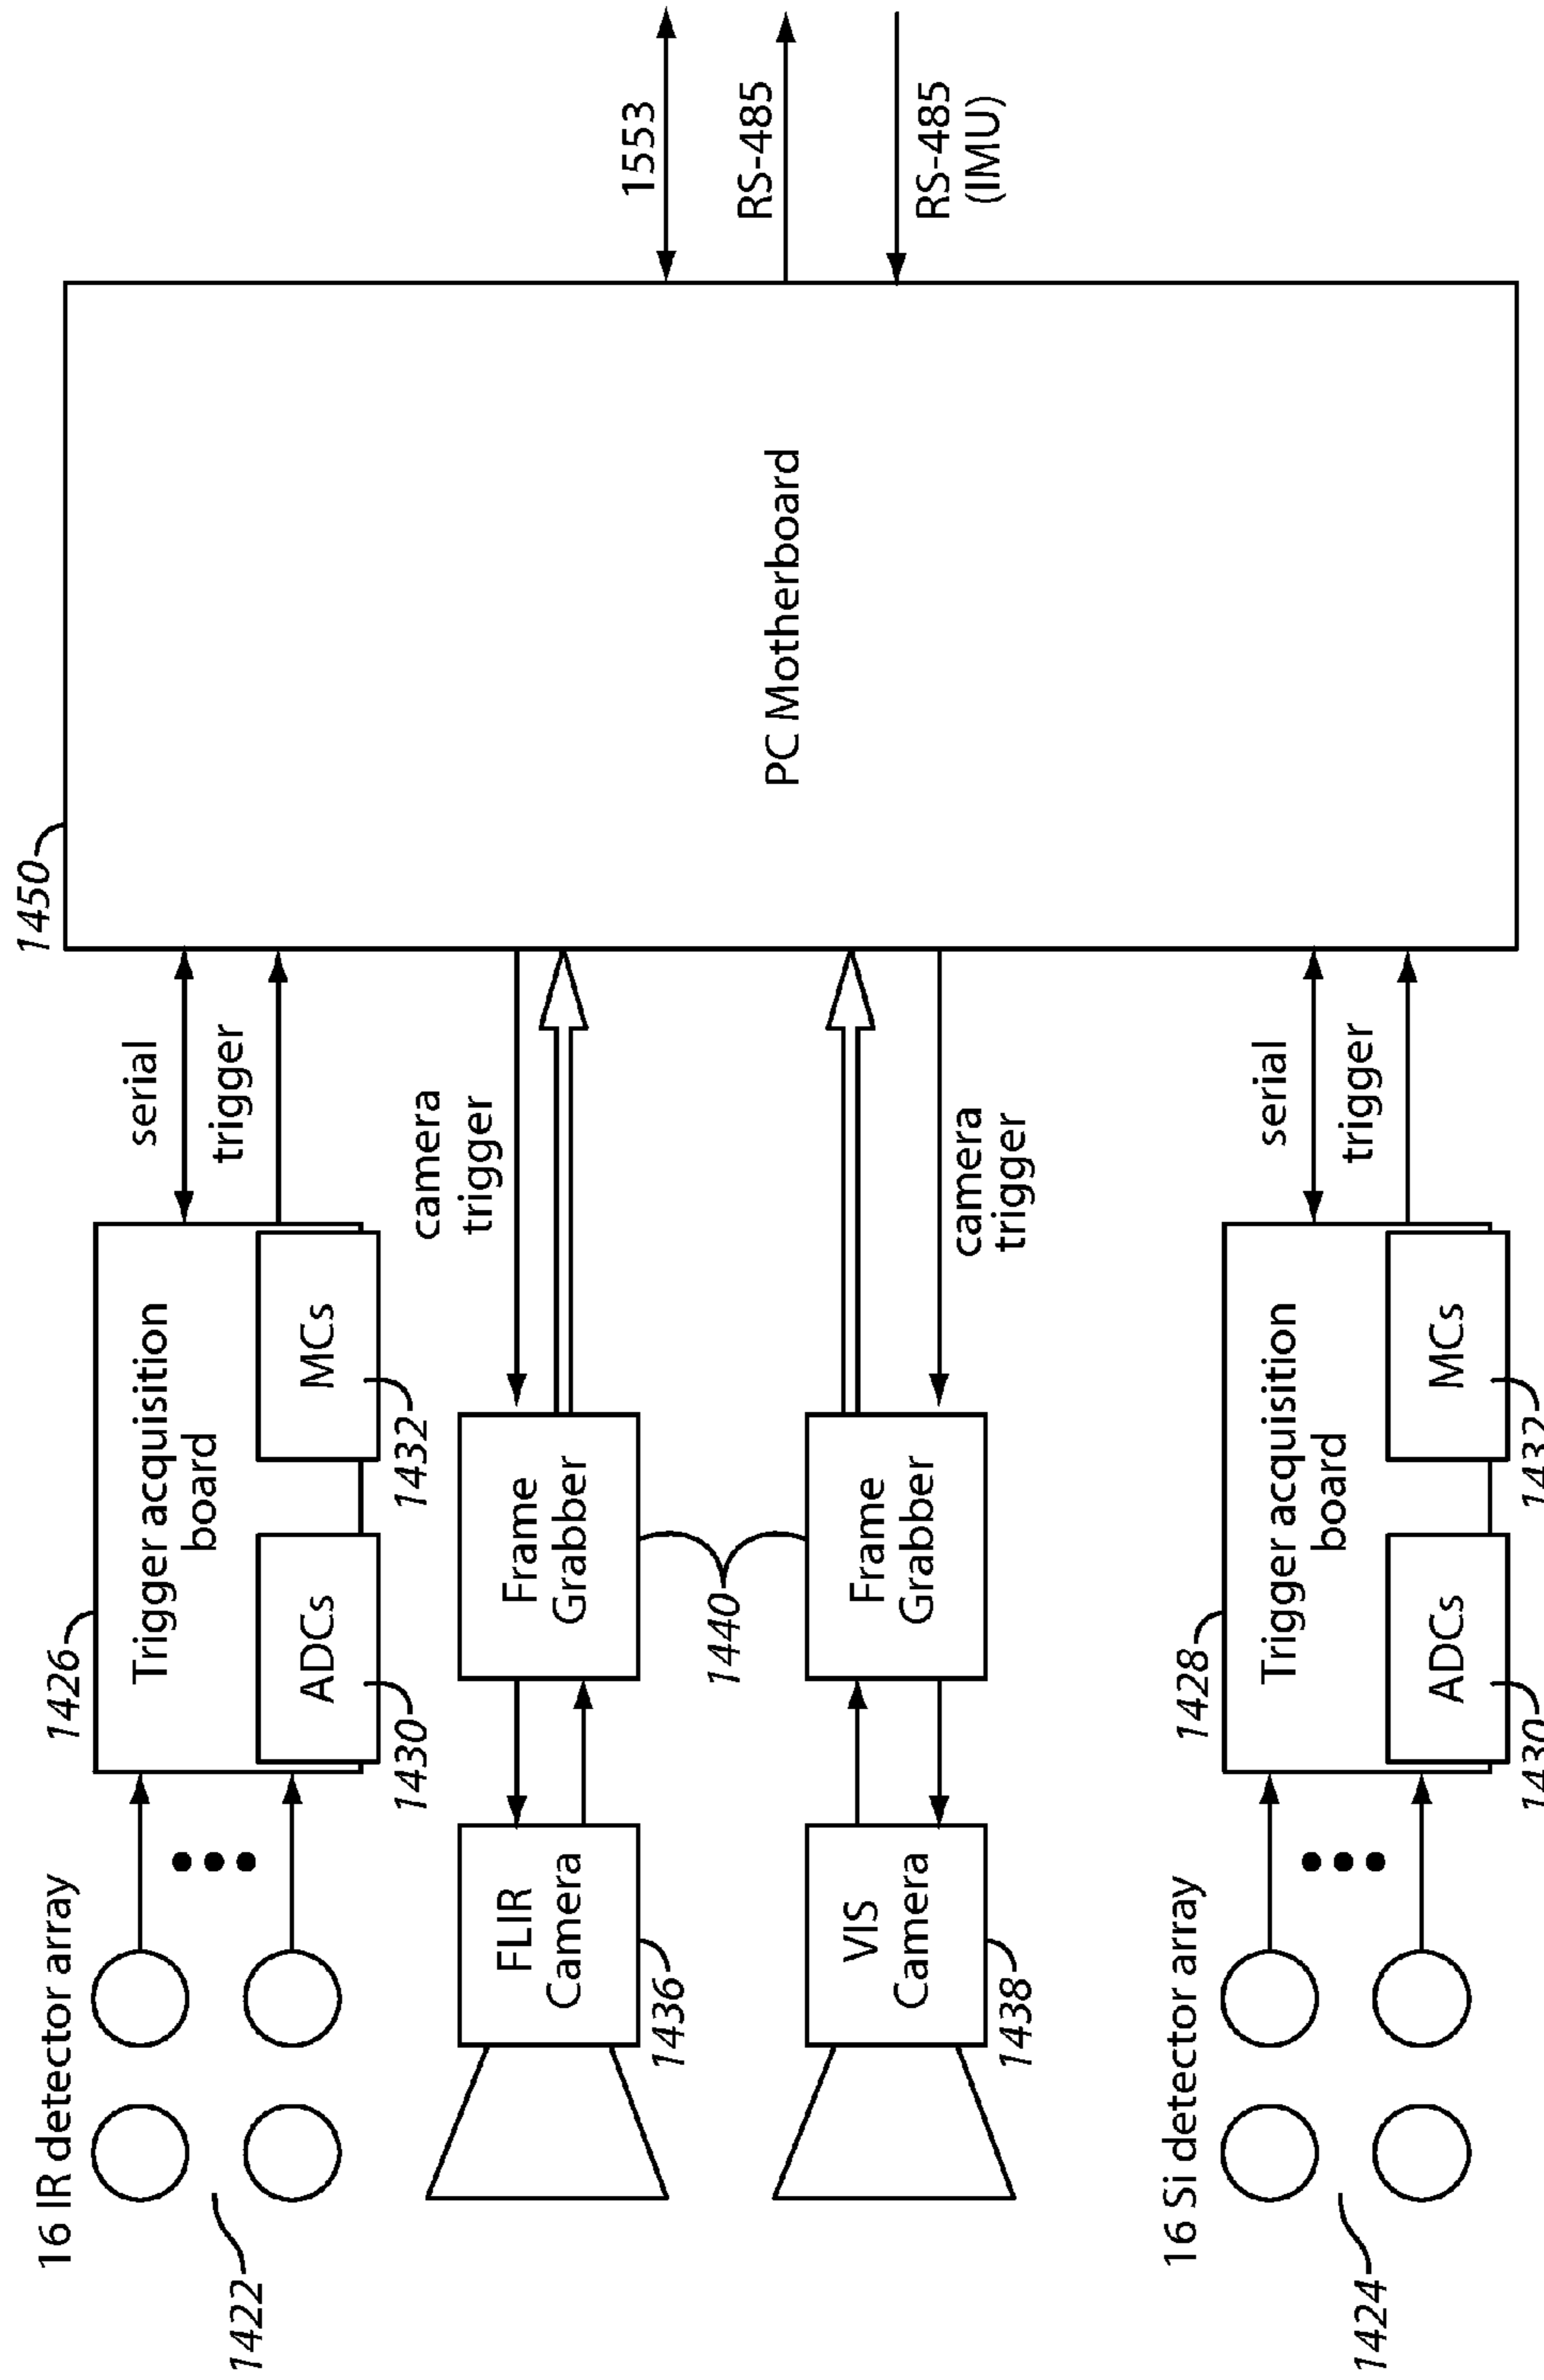 16 IR detector array
1422
1426
Trigger acquisition
board
ADCs
1430
MCs
1432
serial
trigger
1450
PC Motherboard
1553
RS-485
RS-485
(IMU)
FLIR
Camera
1436
Frame
Grabber
camera
trigger
1440
VIS
Camera
1438
Frame
Grabber
camera
trigger
16 Si detector array
1424
1428
Trigger acquisition
board
ADCs
1430
MCs
1432
serial
trigger